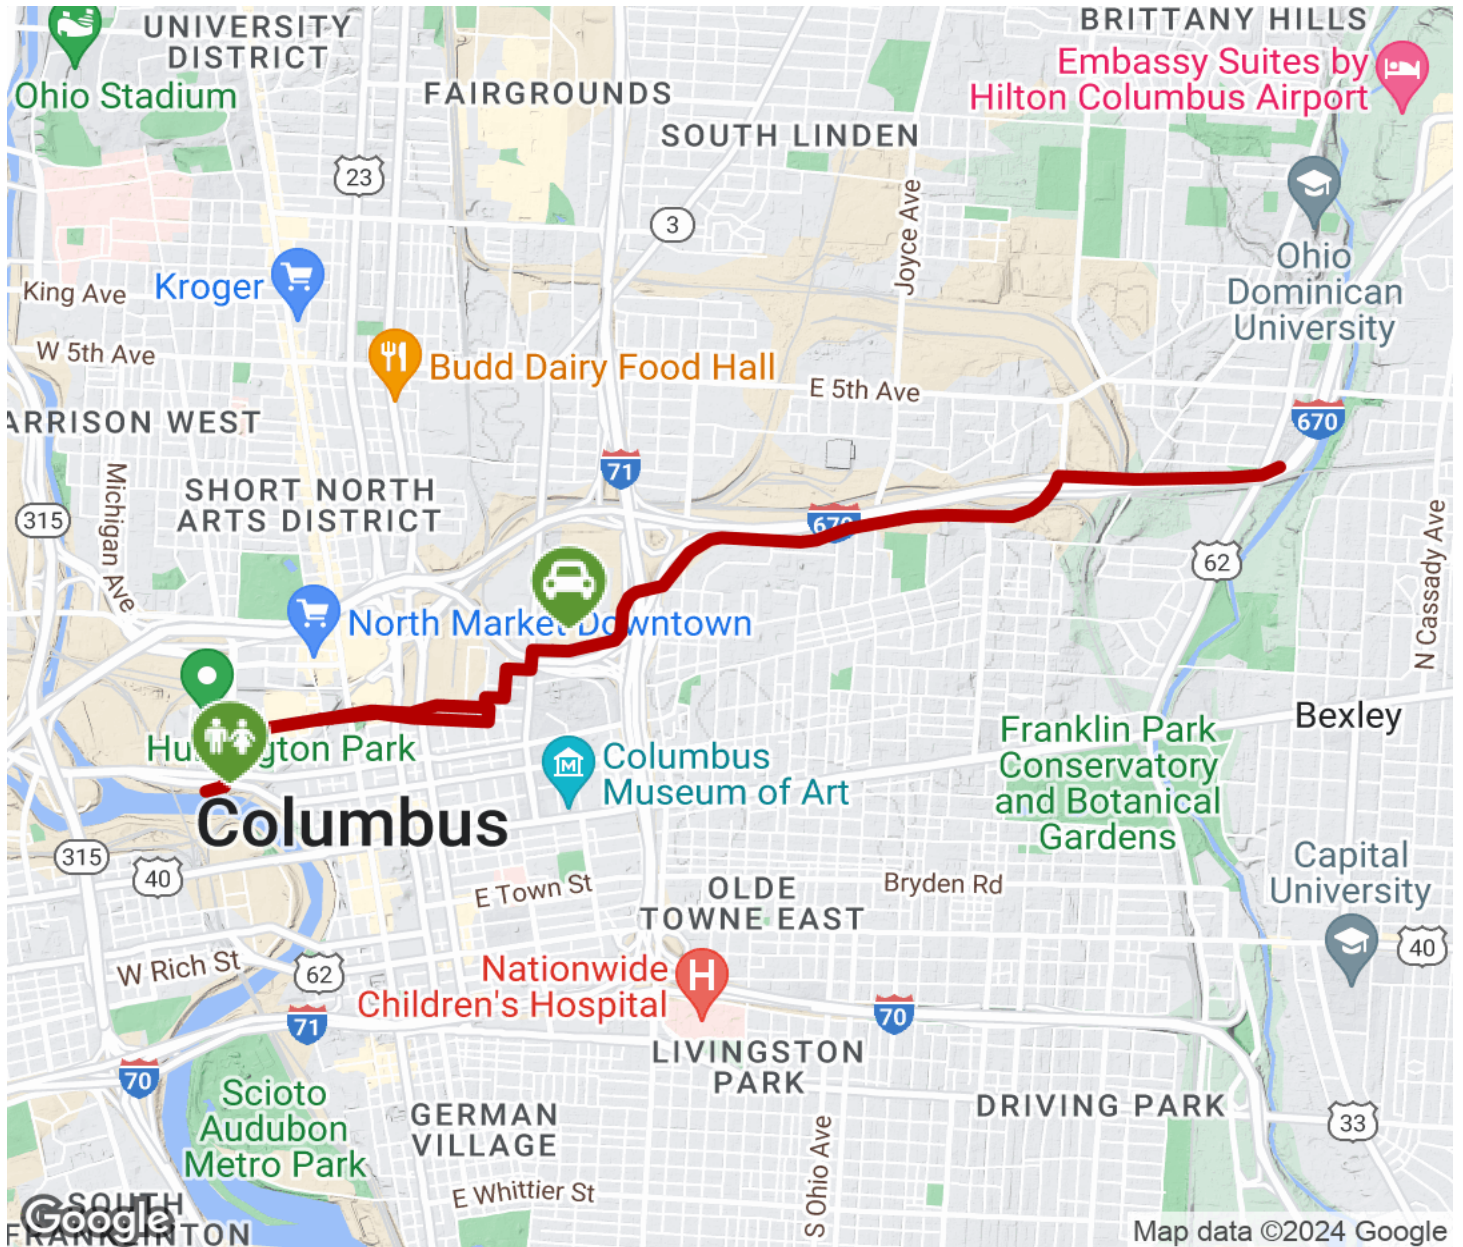 UNIVERSITY
DISTRICT
BRITTANY HILLS
Ohio Stadium
FAIRGROUNDS
Embassy Suites by
Hilton Columbus Airport
SOUTH LINDEN
23
3
Joyce Ave
King Ave
Kroger
Ohio
Dominican
University
W 5th Ave
Budd Dairy Food Hall
E 5th Ave
ARRISON WEST
670
71
SHORT NORTH
ARTS DISTRICT
Michigan Ave
315
670
62
N Cassady Ave
North Market Downtown
Huntington Park
Columbus
Museum of Art
Franklin Park
Conservatory
and Botanical
Gardens
Bexley
Columbus
315
40
E Town St
OLDE
TOWNE EAST
Bryden Rd
Capital
University
W Rich St
62
Nationwide
Children's Hospital
H
40
71
70
70
LIVINGSTON
PARK
Scioto
Audubon
Metro Park
GERMAN
VILLAGE
DRIVING PARK
33
S Ohio Ave
E Whittier St
SOUTH
FRANKLINTON
Google
Map data ©2024 Google